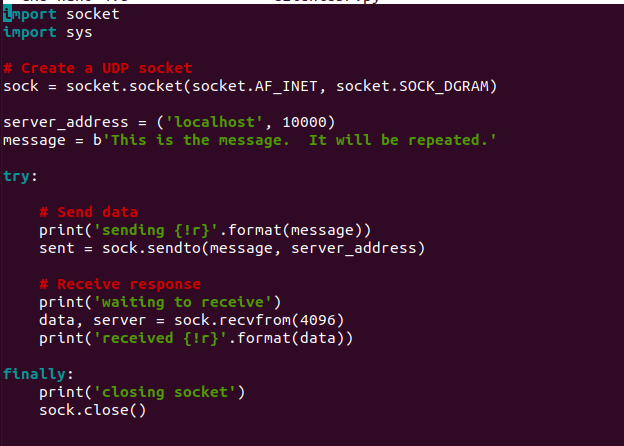 import socket
import sys
# Create a UDP socket
sock = socket.socket(socket.AF_INET, socket.SOCK_DGRAM)
server_address = ('localhost', 10000)
message = b'This is the message.  It will be repeated.'
try:
    # Send data
    print('sending {!r}'.format(message))
    sent = sock.sendto(message, server_address)
    # Receive response
    print('waiting to receive')
    data, server = sock.recvfrom(4096)
    print('received {!r}'.format(data))
finally:
    print('closing socket')
    sock.close()